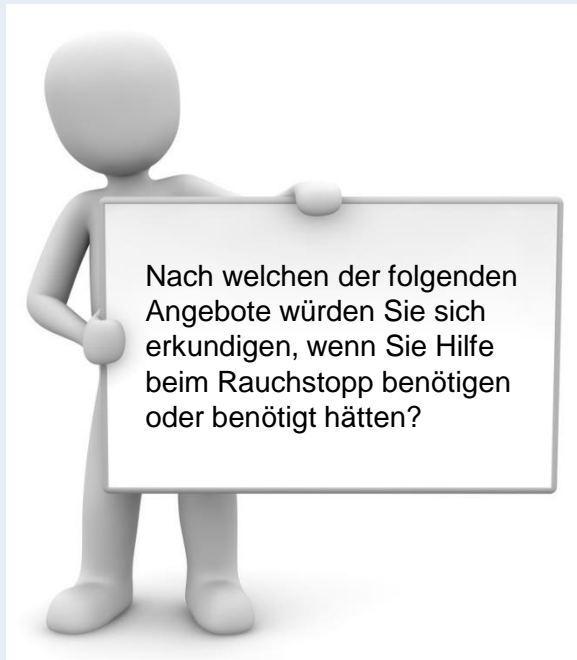 Nach welchen der folgenden
Angebote würden Sie sich
erkundigen, wenn Sie Hilfe
beim Rauchstopp benötigen
oder benötigt hätten?